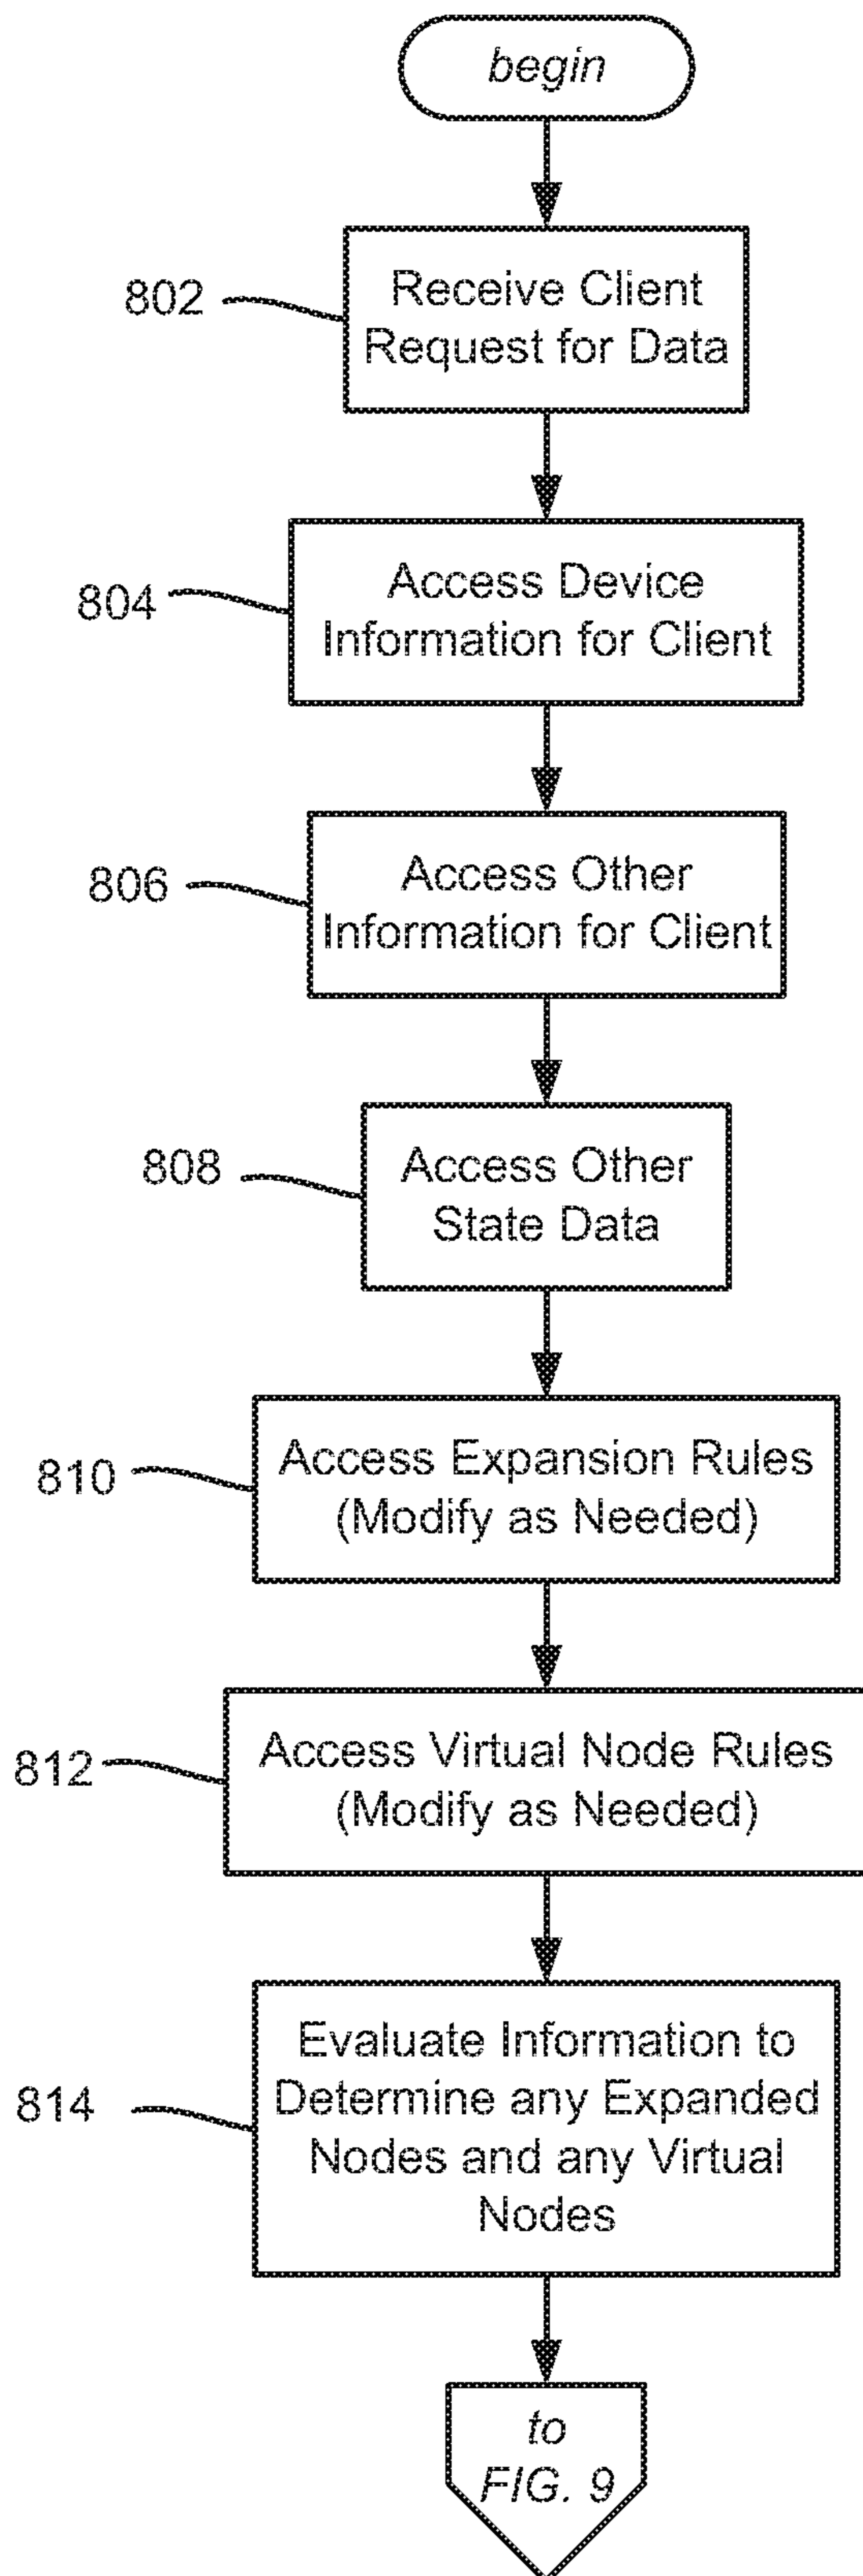 begin
802
Receive Client
Request for Data
804
Access Device
Information for Client
806
Access Other
Information for Client
808
Access Other
State Data
810
Access Expansion Rules
(Modify as Needed)
812
Access Virtual Node Rules
(Modify as Needed)
814
Evaluate Information to
Determine any Expanded
Nodes and any Virtual
Nodes
to
FIG. 9